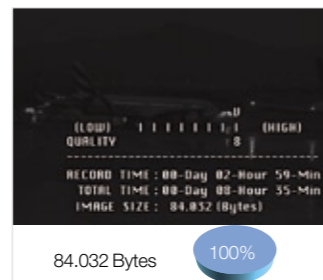 (LOW) I I I I I I I I (HIGH)
QUALITY 8
RECORD TIME : 00-Day 02-Hour 59-Min
TOTAL TIME : 00-Day 08-Hour 35-Min
IMAGE SIZE : 84.032 (Bytes)
84.032 Bytes
100%